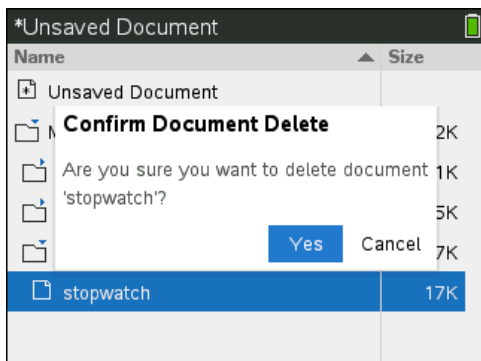 *Unsaved Document
Name Size
Unsaved Document
Confirm Document Delete
2K
Are you sure you want to delete document
1K
'stopwatch'?
5K
Yes Cancel
7K
stopwatch 17K